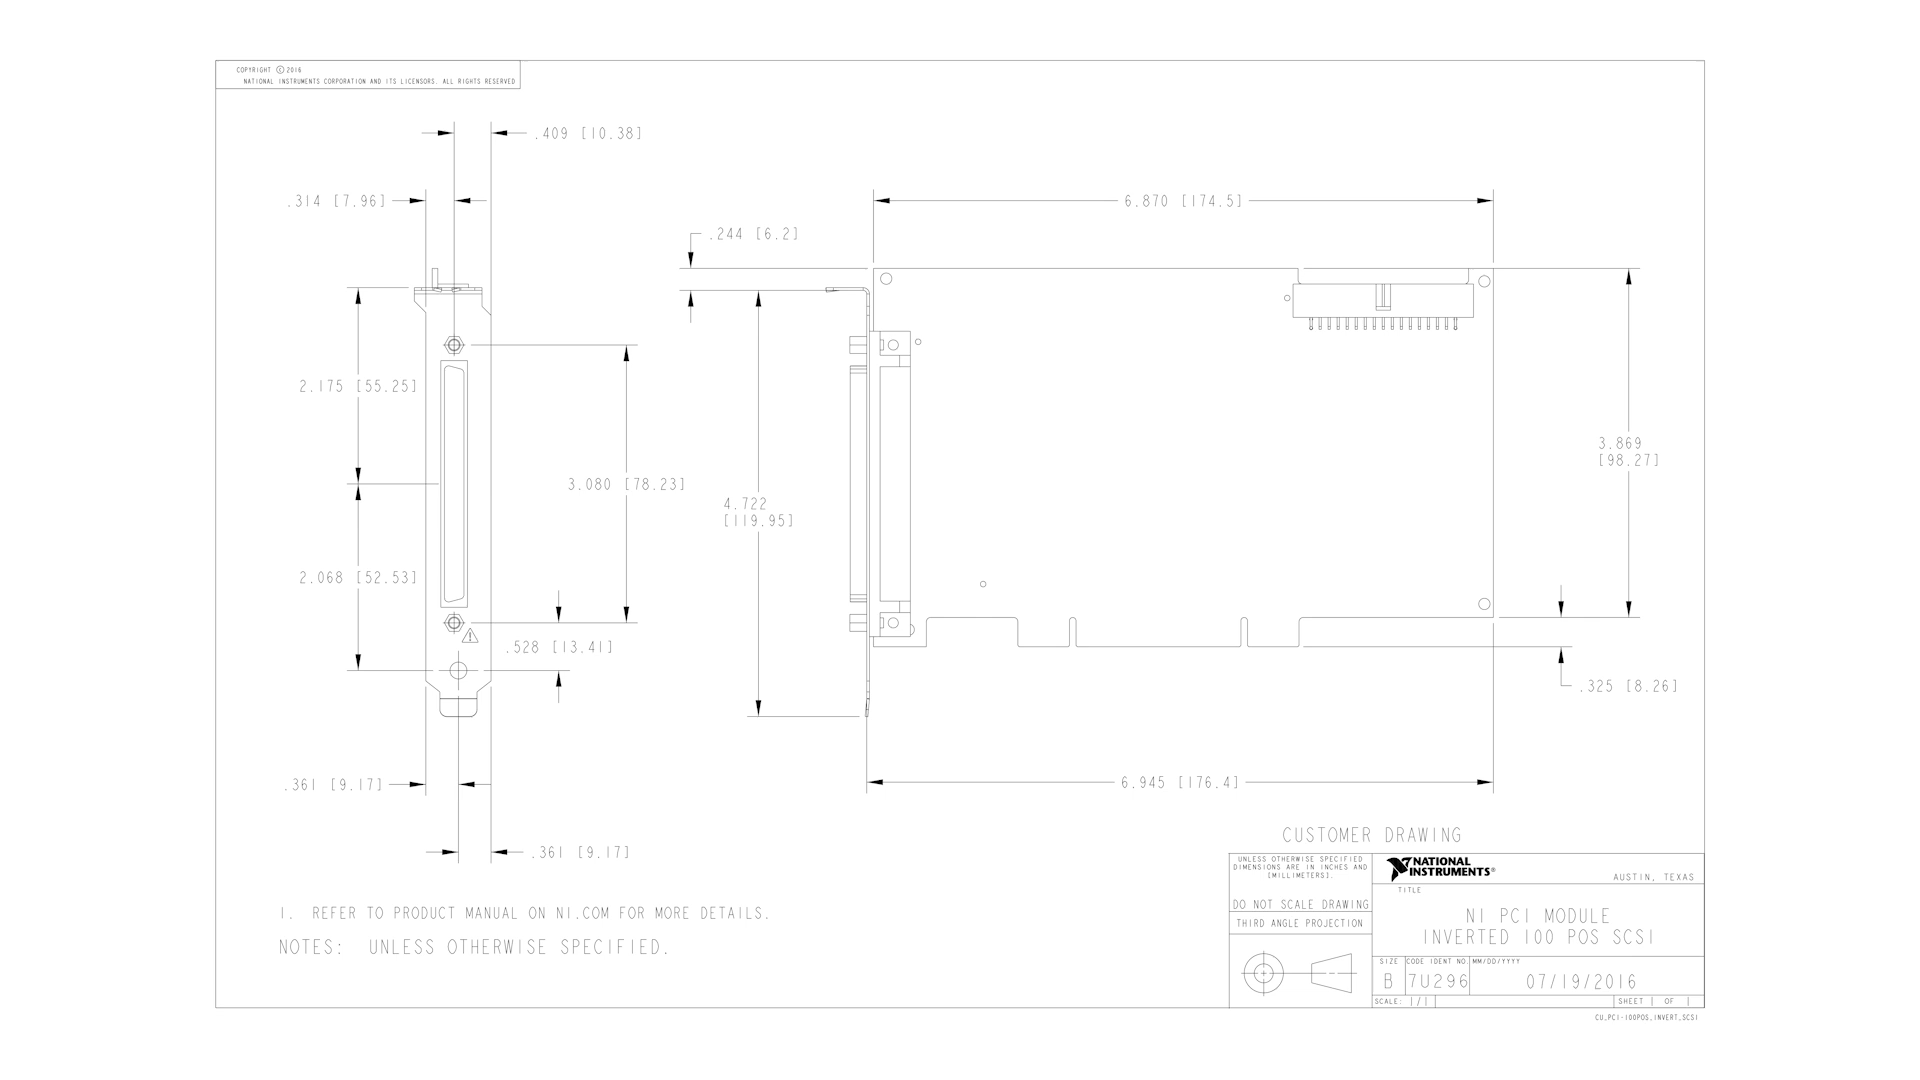 COPYRIGHT © 2016
NATIONAL INSTRUMENTS CORPORATION AND ITS LICENSORS. ALL RIGHTS RESERVED
.409 [10.38]
.314 [7.96]
6.870 [174.5]
.244 [6.2]
2.175 [55.25]
3.869
[98.27]
3.080 [78.23]
4.722
[119.95]
2.068 [52.53]
.528 [13.41]
.325 [8.26]
.361 [9.17]
6.945 [176.4]
.361 [9.17]
CUSTOMER DRAWING
UNLESS OTHERWISE SPECIFIED
DIMENSIONS ARE IN INCHES AND
[MILLIMETERS].
DO NOT SCALE DRAWING
THIRD ANGLE PROJECTION
NATIONAL
INSTRUMENTS®
AUSTIN, TEXAS
TITLE
NI PCI MODULE
INVERTED 100 POS SCSI
SIZE
B
CODE IDENT NO.
7U296
MM/DD/YYYY
07/19/2016
SCALE: 1/1
SHEET 1 OF 1
CU_PCI-100POS_INVERT_SCSI
1. REFER TO PRODUCT MANUAL ON NI.COM FOR MORE DETAILS.
NOTES: UNLESS OTHERWISE SPECIFIED.